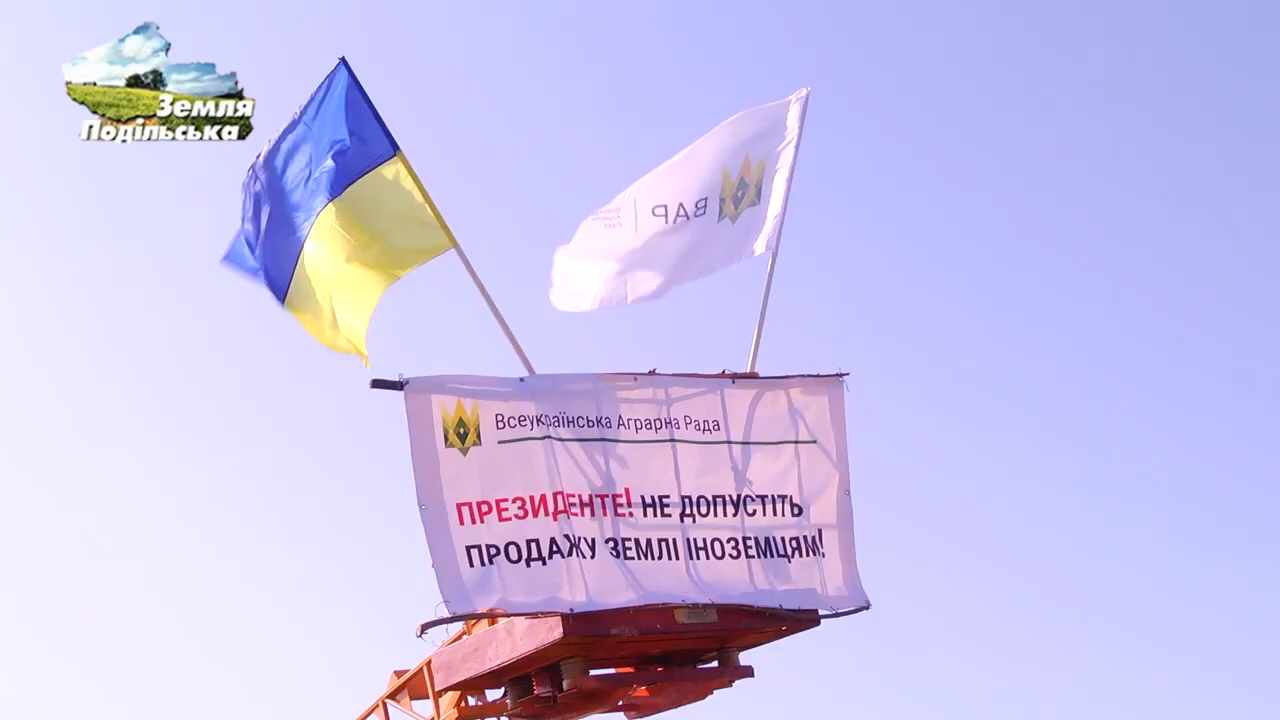 Земля
Подільська
ВАР
Всеукраїнська Аграрна Рада
ПРЕЗИДЕНТЕ! НЕ ДОПУСТІТЬ
ПРОДАЖУ ЗЕМЛІ ІНОЗЕМЦЯМ!